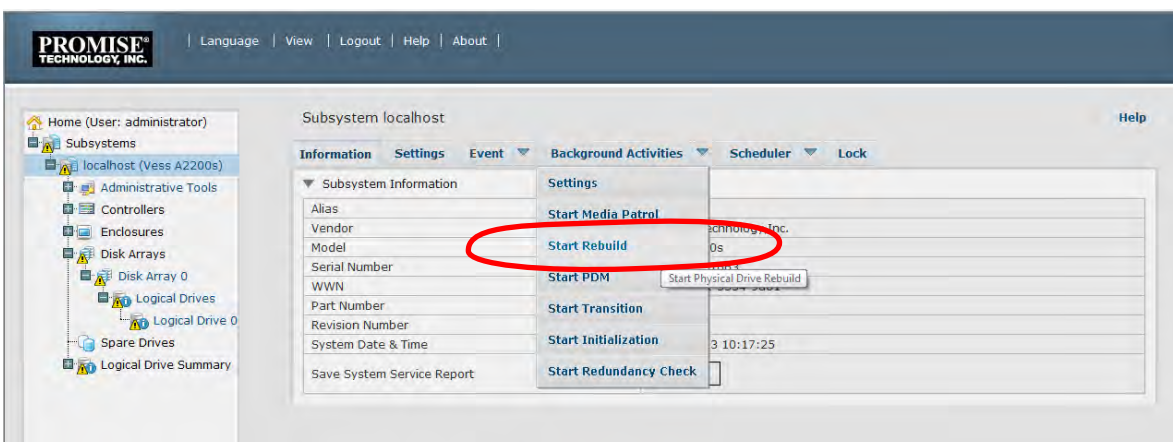 PROMISE®
TECHNOLOGY, INC.
| Language | View | Logout | Help | About |
Home (User: administrator)
Subsystems
localhost (Vess A2200s)
Administrative Tools
Controllers
Enclosures
Disk Arrays
Disk Array 0
Logical Drives
Logical Drive 0
Spare Drives
Logical Drive Summary
Subsystem localhost
Help
Information Settings Event Background Activities Scheduler Lock
Subsystem Information
Alias
Vendor
Model
Serial Number
WWN
Part Number
Revision Number
System Date & Time
Save System Service Report
Settings
Start Media Patrol
Start Rebuild
Start PDM
Start Physical Drive Rebuild
Start Transition
Start Initialization
Start Redundancy Check
Inc.
0s
3 10:17:25